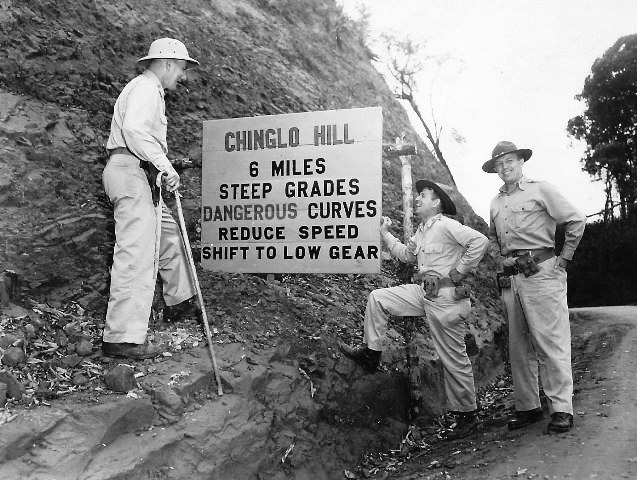 CHINGLO HILL
6 MILES
STEEP GRADES
DANGEROUS CURVES
REDUCE SPEED
SHIFT TO LOW GEAR